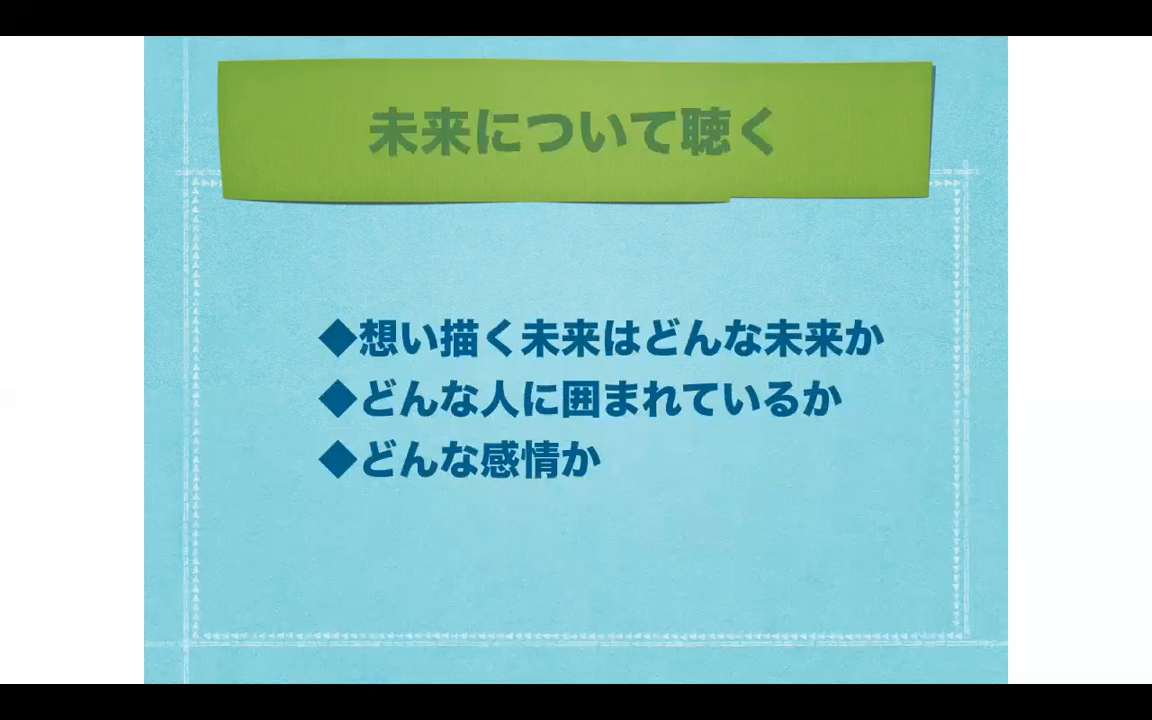 未来について聴く
◆想い描く未来はどんな未来か
◆どんな人に囲まれているか
◆どんな感情か